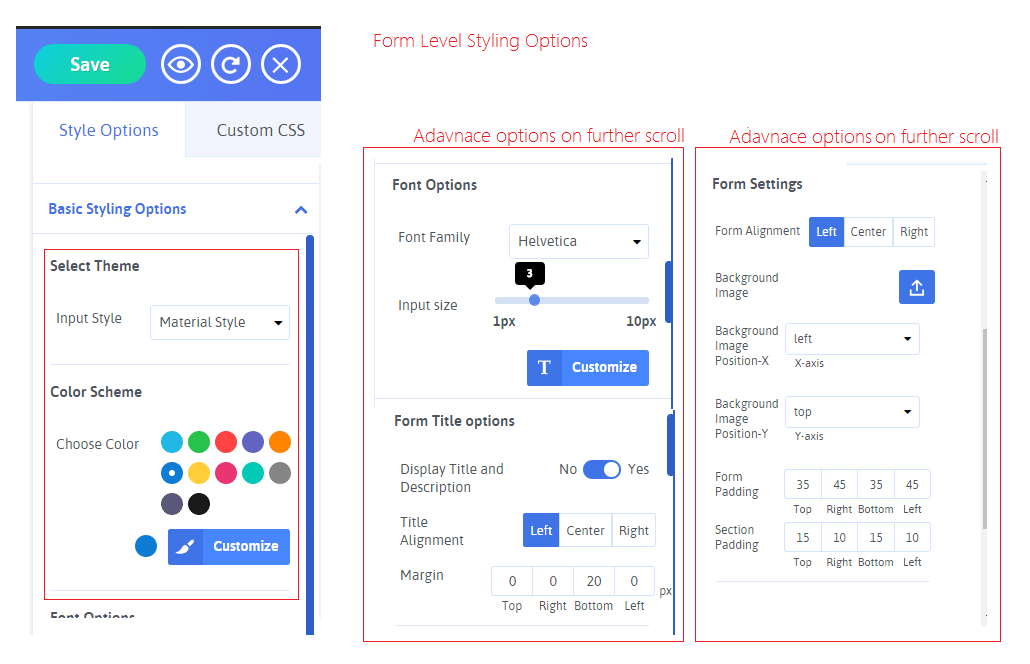 Form Level Styling Options
Save
Style Options
Custom CSS
Basic Styling Options
Select Theme
Input Style
Material Style
Color Scheme
Choose Color
Customize
Font Options
Adavnace options on further scroll
Font Options
Font Family
Helvetica
3
Input size
1px
10px
T
Customize
Form Title options
Display Title and
Description
No
Yes
Title
Alignment
Left
Center
Right
Margin
0
0
20
0
px
Top
Right
Bottom
Left
Adavnace options on further scroll
Form Settings
Form Alignment
Left
Center
Right
Background
Image
Background
Image
Position-X
left
X-axis
Background
Image
Position-Y
top
Y-axis
Form
Padding
35
45
35
45
Top
Right
Bottom
Left
Section
Padding
15
10
15
10
Top
Right
Bottom
Left